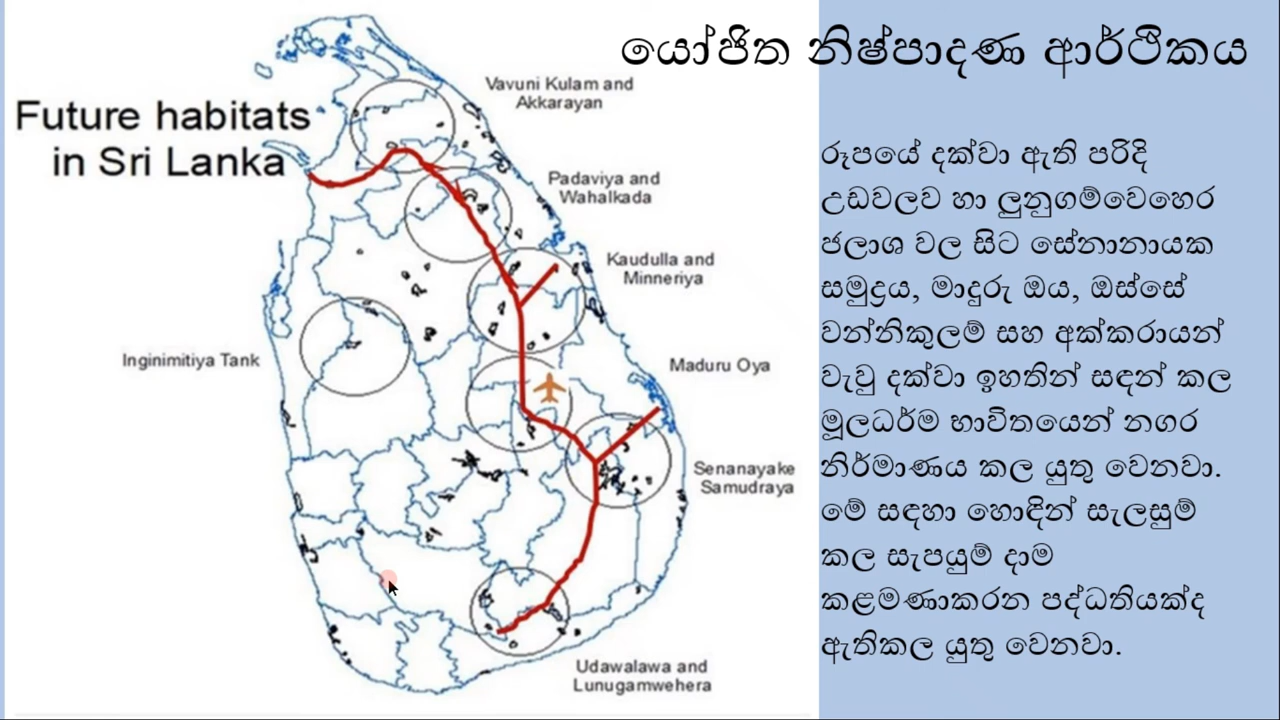 යෝජිත නිෂ්පාදණ ආර්ථිකය
Future habitats
in Sri Lanka
Vavuni Kulam and
Akkarayan
Padaviya and
Wahalkada
Kaudulla and
Minneriya
Inginimitiya Tank
Maduru Oya
Senanayake
Samudraya
Udawalawa and
Lunugamwehera
රූපයේ දක්වා ඇති පරිදි
උඩවලව හා ලුනුගම්වෙහෙර
ජලාශ වල සිට සේනානායක
සමුද්‍රය, මාදුරු ඔය, ඔස්සේ
වන්නිකුලම් සහ අක්කරායන්
වැවු දක්වා ඉහතින් සඳන් කල
මූලධර්ම භාවිතයෙන් නගර
නිර්මාණය කල යුතු වෙනවා.
මේ සඳහා හොඳින් සැලසුම්
කල සැපයුම් දාම
කළමණාකරන පද්ධතියක්ද
ඇතිකල යුතු වෙනවා.